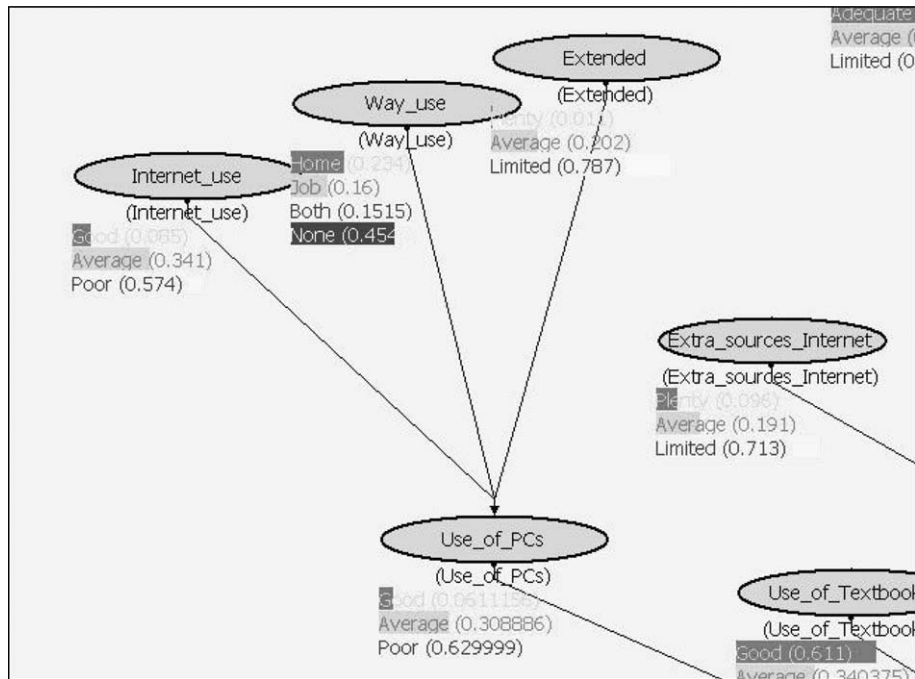 Adequate
Average (0
Limited (0
Extended
(Extended)
Plenty (0.011)
Average (0.202)
Limited (0.787)
Way_use
(Way_use)
Home (0.234)
Job (0.16)
Both (0.1515)
None (0.454
Internet_use
(Internet_use)
Good (0.085)
Average (0.341)
Poor (0.574)
Extra_sources_Internet
(Extra_sources_Internet)
Plenty (0.096)
Average (0.191)
Limited (0.713)
Use_of_PCs
(Use_of_PCs)
Good (0.0611156)
Average (0.308886)
Poor (0.629999)
Use_of_Textbook
(Use_of_Textbook
Good (0.611)
Average (0.340375)